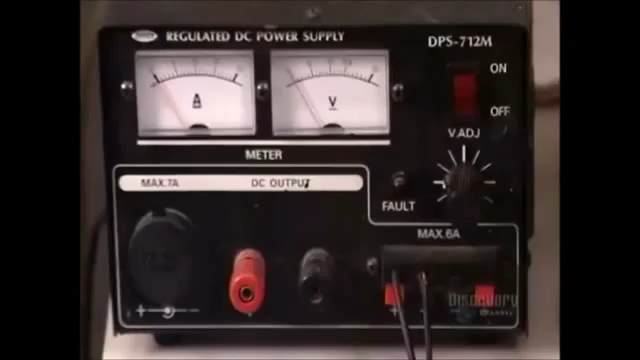 REGULATED DC POWER SUPPLY
DPS-712M
ON
OFF
A
V
V.ADJ
METER
MAX.7A
DC OUTPUT
FAULT
MAX.6A
+
-
+
-
Discovery
CHANNEL